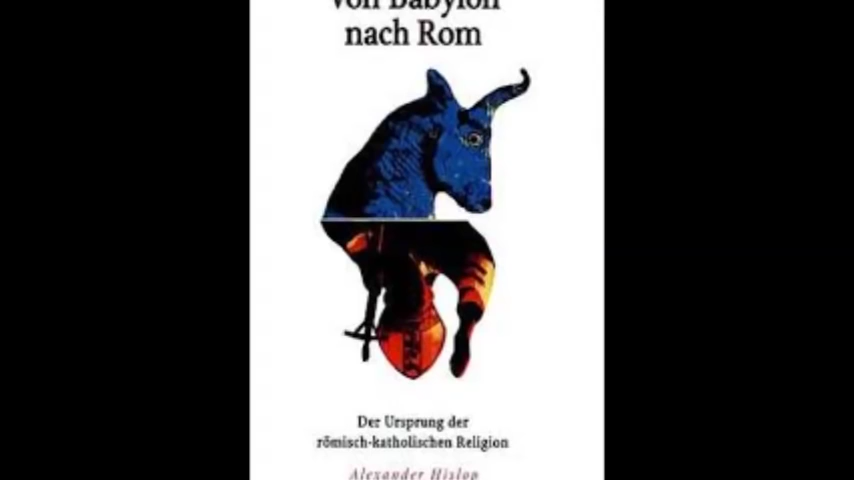 Von Babylon
nach Rom
Der Ursprung der
römisch-katholischen Religion
Alexander Hislop